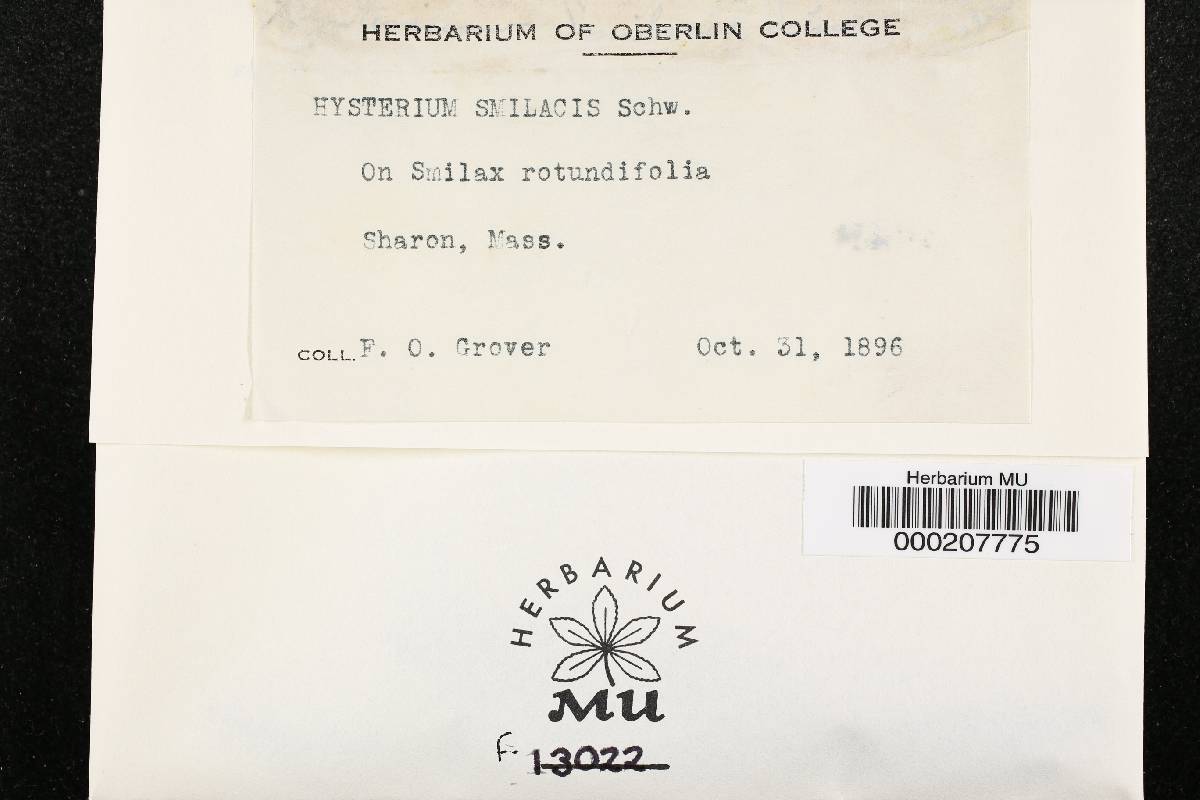 HERBARIUM OF OBERLIN COLLEGE
HYSTERIUM SMILACIS Schw.
On Smilax rotundifolia
Sharon, Mass.
COLL. F. O. Grover Oct. 31, 1896
Herbarium MU
000207775
HERBARIUM
MU
F. 13022